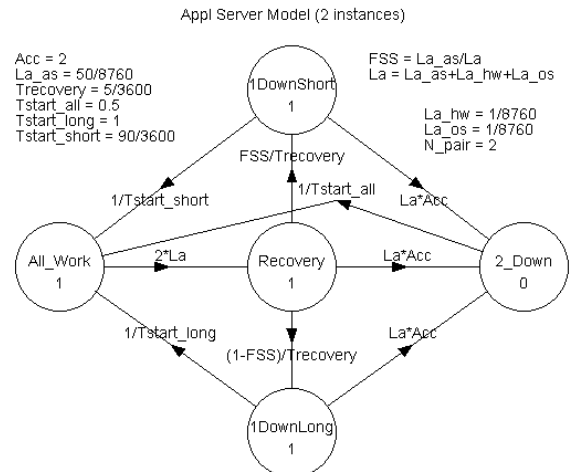 Appl Server Model (2 instances)
Acc = 2
La_as = 50/8760
Trecovery = 5/3600
Tstart_all = 0.5
Tstart_long = 1
Tstart_short = 90/3600
FSS = La_as/La
La = La_as+La_hw+La_os
La_hw = 1/8760
La_os = 1/8760
N_pair = 2
1DownShort
1
FSS/Trecovery
1/Tstart_all
1/Tstart_short
La*Acc
All_Work
1
2*La
Recovery
1
La*Acc
2_Down
0
1/Tstart_long
La*Acc
(1-FSS)/Trecovery
1DownLong
1